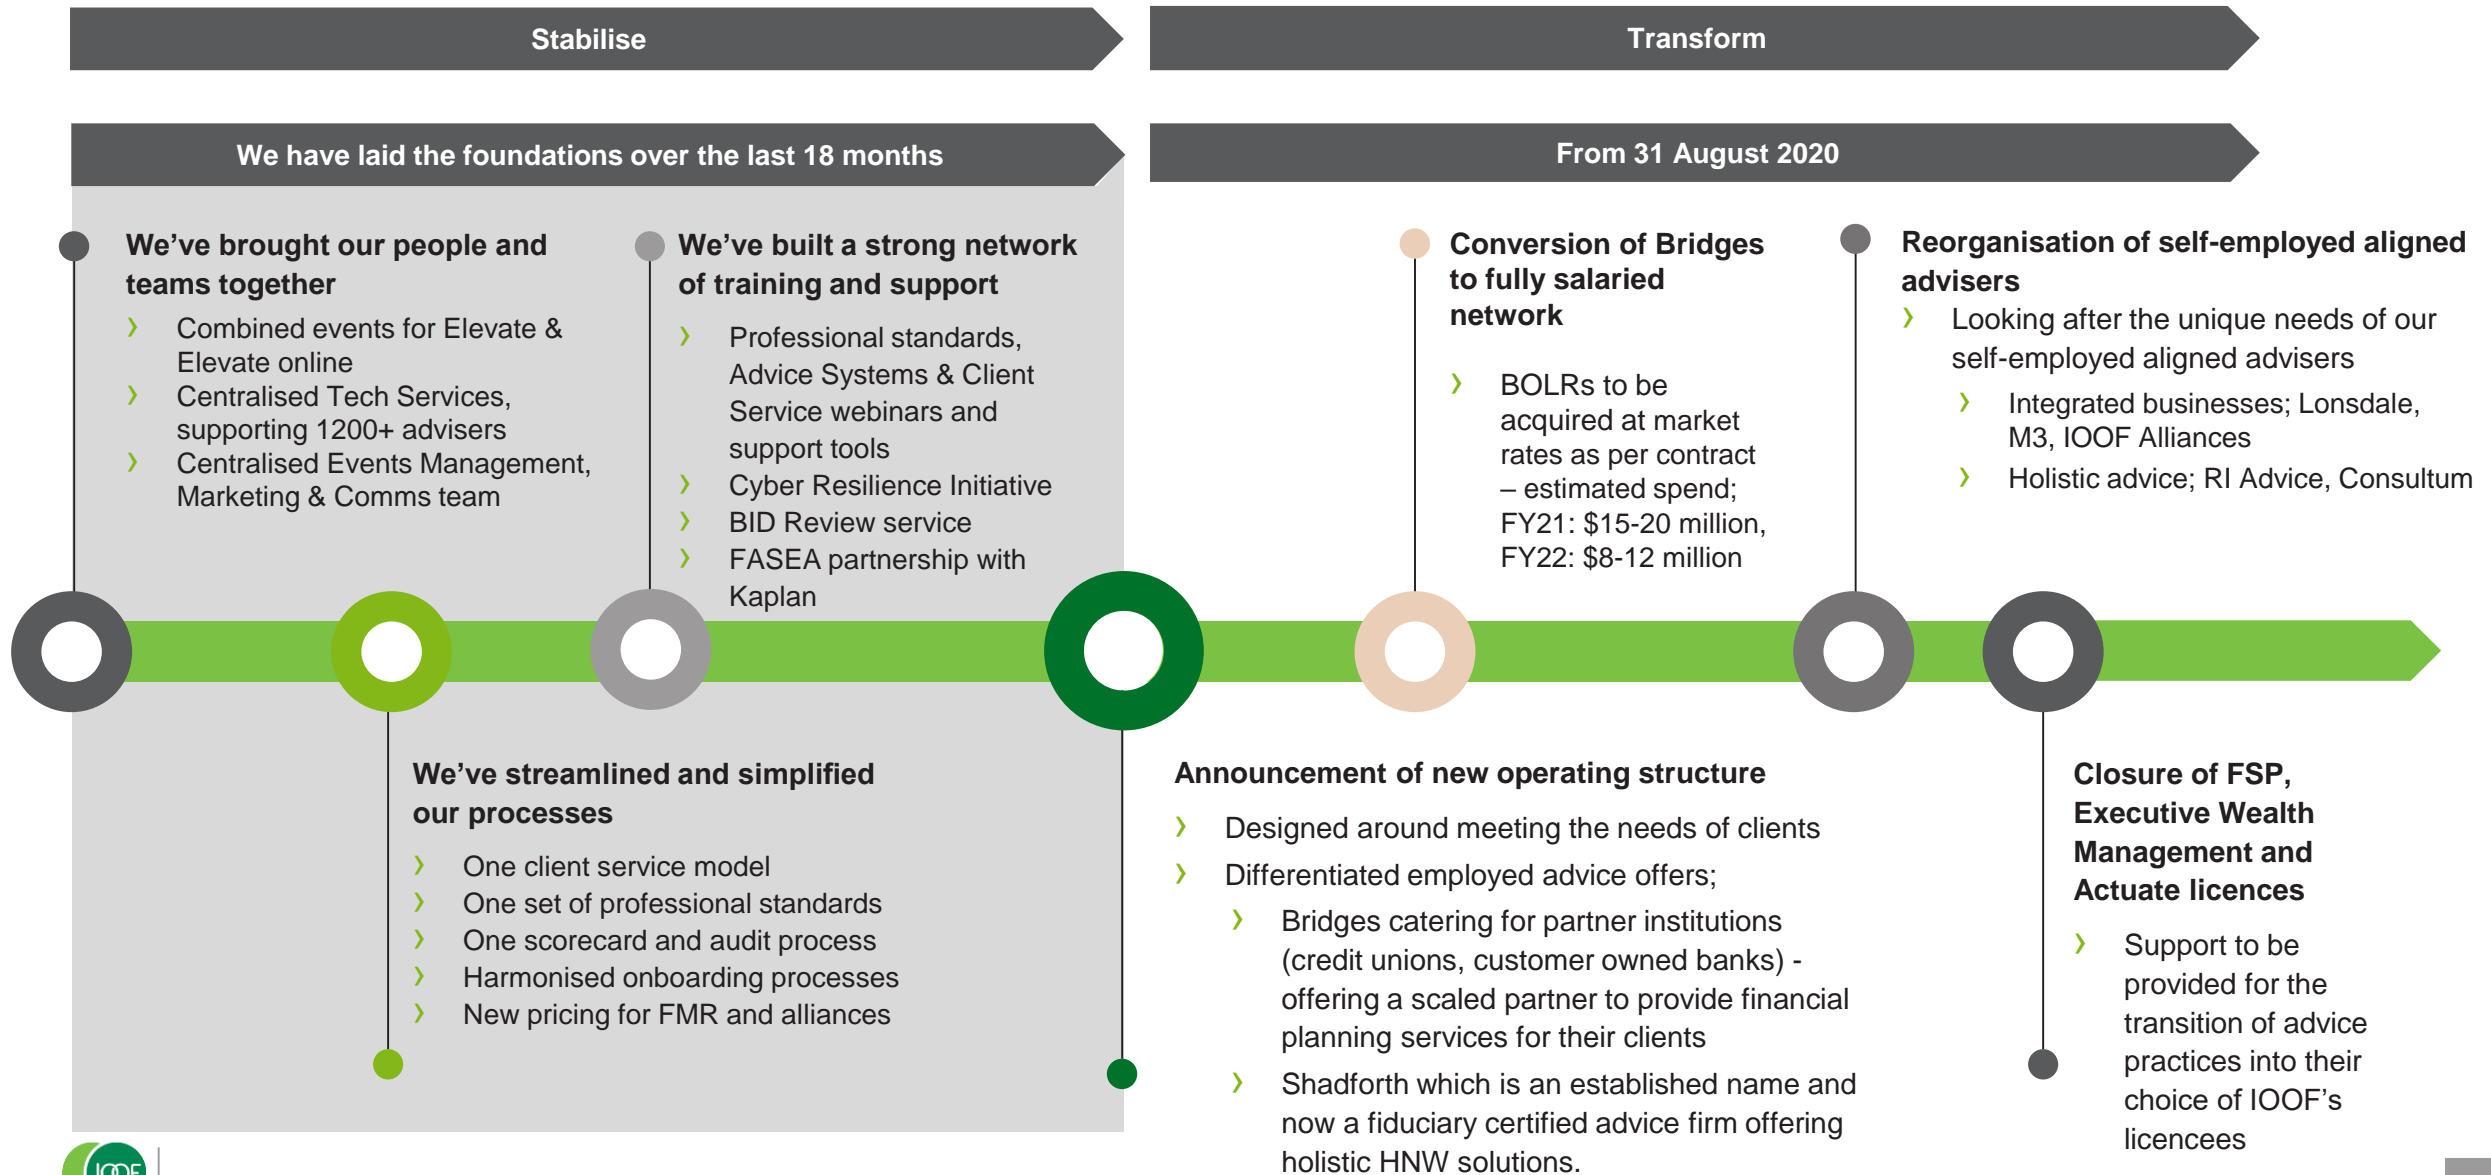 Stabilise
Transform
We have laid the foundations over the last 18 months
From 31 August 2020
We've brought our people and
teams together
› Combined events for Elevate &
Elevate online
› Centralised Tech Services,
supporting 1200+ advisers
› Centralised Events Management,
Marketing & Comms team
We've built a strong network
of training and support
› Professional standards,
Advice Systems & Client
Service webinars and
support tools
› Cyber Resilience Initiative
› BID Review service
› FASEA partnership with
Kaplan
Conversion of Bridges
to fully salaried
network
› BOLRs to be
acquired at market
rates as per contract
– estimated spend;
FY21: $15-20 million,
FY22: $8-12 million
Reorganisation of self-employed aligned
advisers
› Looking after the unique needs of our
self-employed aligned advisers
› Integrated businesses; Lonsdale,
M3, IOOF Alliances
› Holistic advice; RI Advice, Consultum
We've streamlined and simplified
our processes
› One client service model
› One set of professional standards
› One scorecard and audit process
› Harmonised onboarding processes
› New pricing for FMR and alliances
Announcement of new operating structure
› Designed around meeting the needs of clients
› Differentiated employed advice offers;
› Bridges catering for partner institutions
(credit unions, customer owned banks) -
offering a scaled partner to provide financial
planning services for their clients
› Shadforth which is an established name and
now a fiduciary certified advice firm offering
holistic HNW solutions.
Closure of FSP,
Executive Wealth
Management and
Actuate licences
› Support to be
provided for the
transition of advice
practices into their
choice of IOOF's
licencees
IOOF